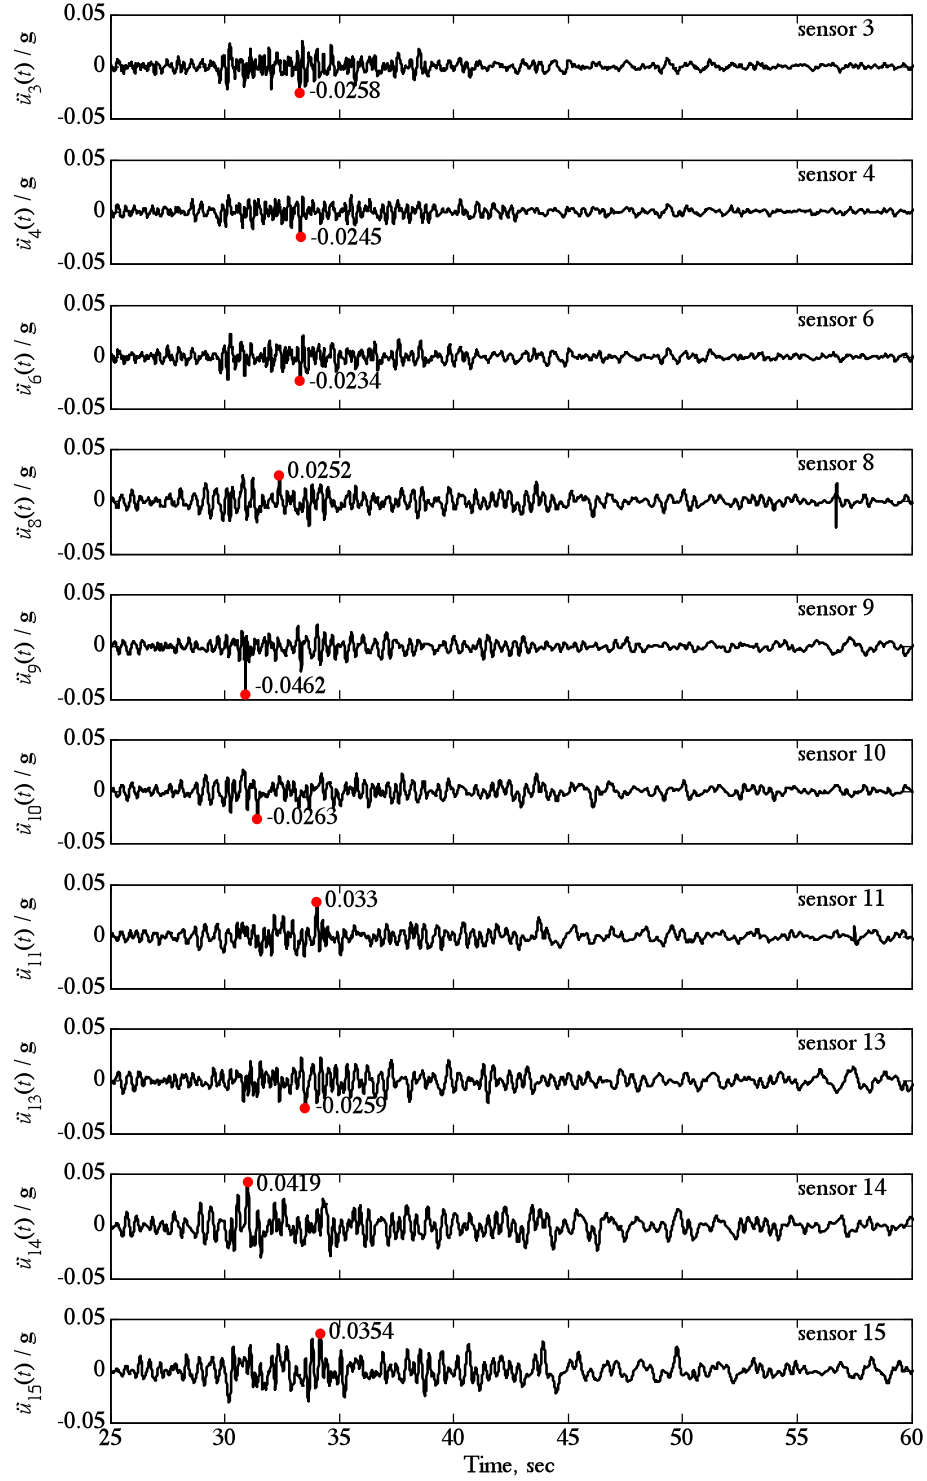 0.05
sensor 3
ü3(t) / g
0
-0.0258
-0.05
0.05
sensor 4
ü4(t) / g
0
-0.0245
-0.05
0.05
sensor 6
ü6(t) / g
0
-0.0234
-0.05
0.05
sensor 8
0.0252
ü8(t) / g
0
-0.05
0.05
sensor 9
ü9(t) / g
0
-0.0462
-0.05
0.05
sensor 10
ü10(t) / g
0
-0.0263
-0.05
0.05
sensor 11
0.033
ü11(t) / g
0
-0.05
0.05
sensor 13
ü13(t) / g
0
-0.0259
-0.05
0.05
sensor 14
0.0419
ü14(t) / g
0
-0.05
0.05
sensor 15
0.0354
ü15(t) / g
0
-0.05
25 30 35 40 45 50 55 60
Time, sec